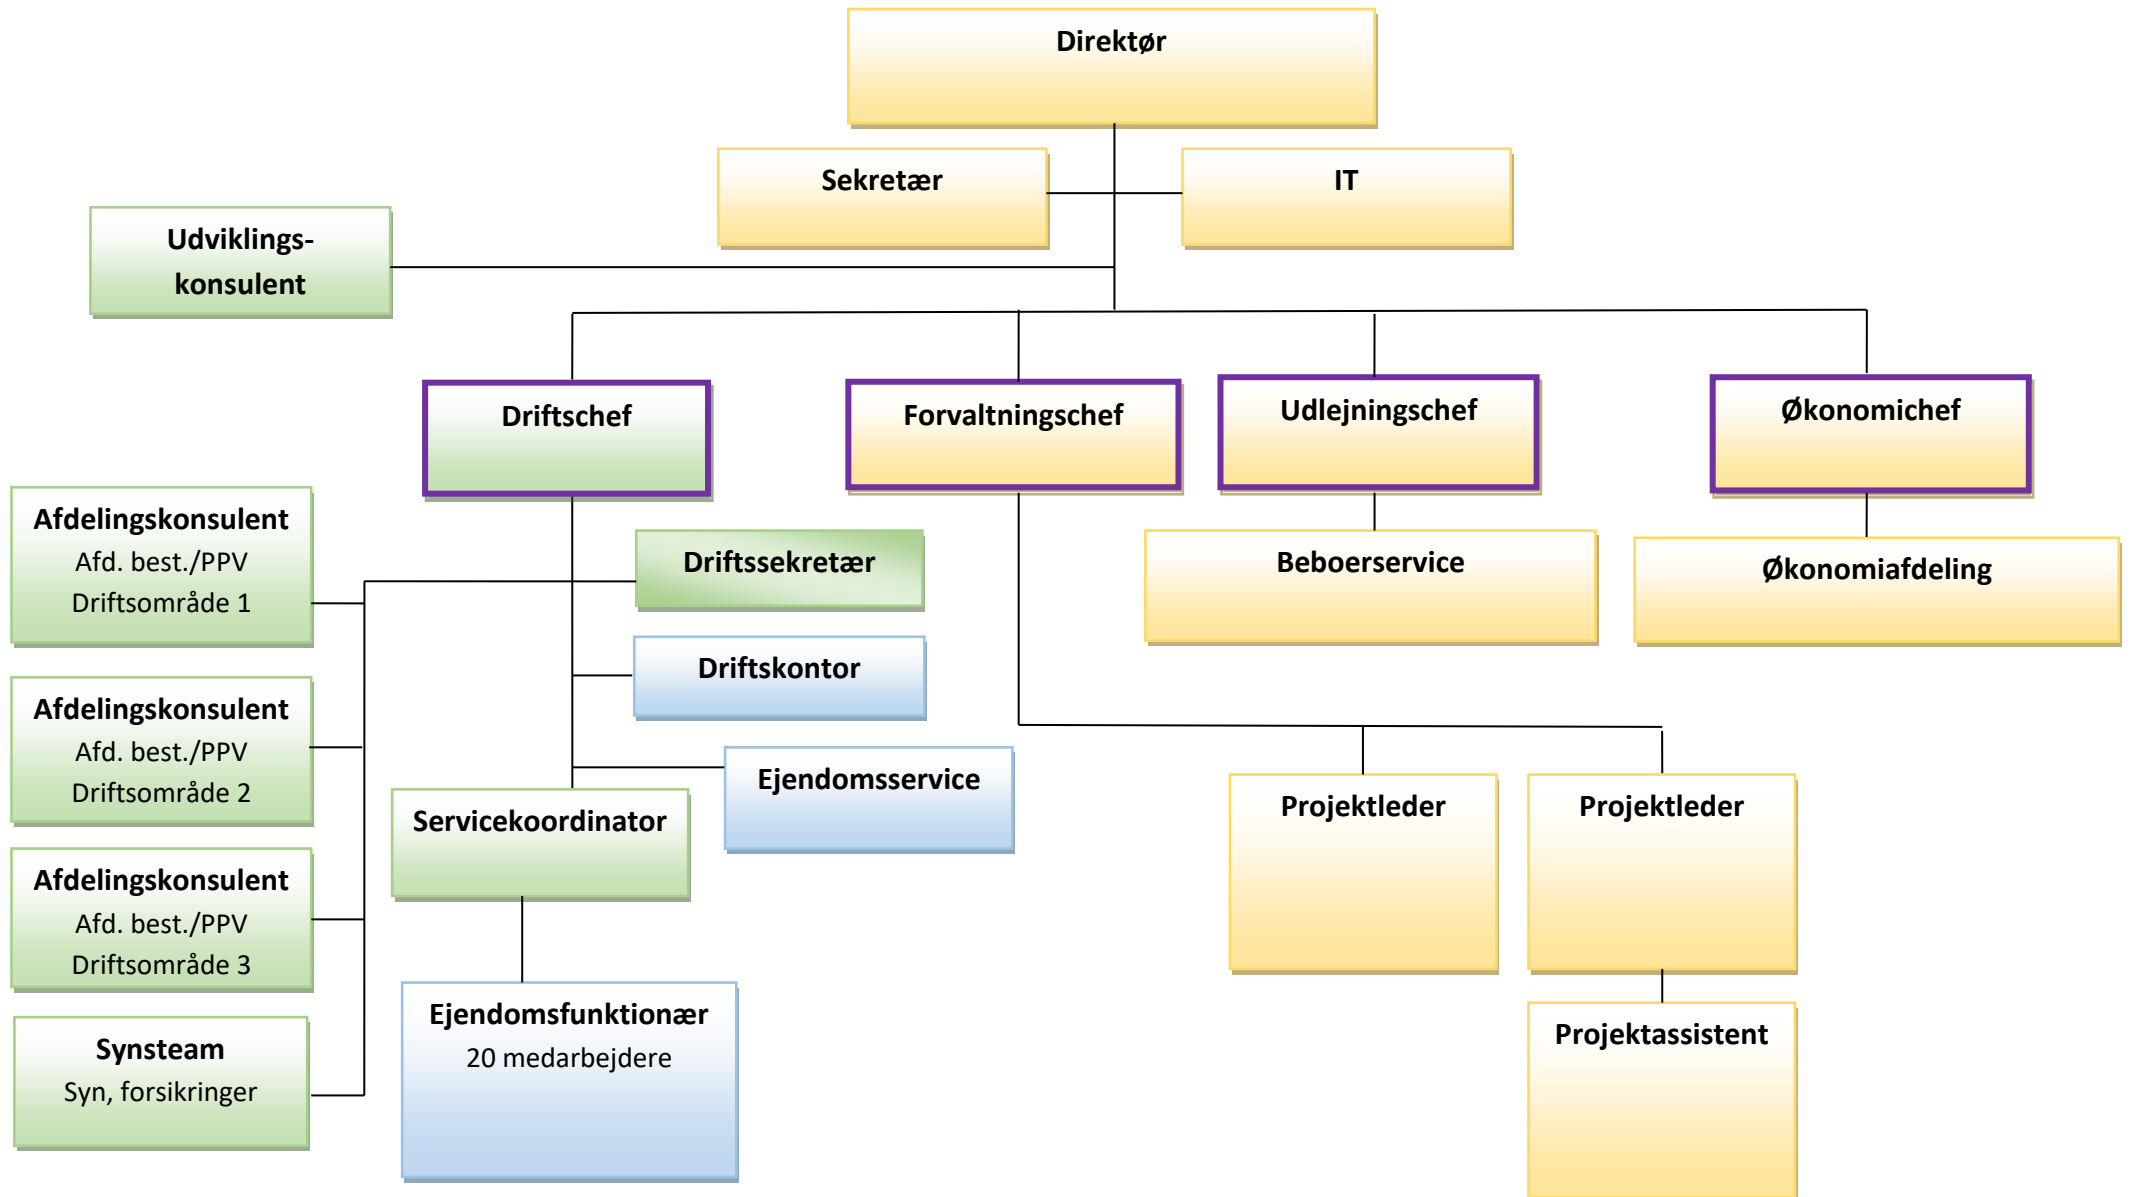 Direktør
Sekretær
IT
Udviklings-
konsulent
Driftschef
Forvaltningschef
Udlejningschef
Økonomichef
Afdelingskonsulent
Afd. best./PPV
Driftsområde 1
Driftssekretær
Beboerservice
Økonomiafdeling
Driftskontor
Afdelingskonsulent
Afd. best./PPV
Driftsområde 2
Ejendomsservice
Servicekoordinator
Projektleder
Projektleder
Afdelingskonsulent
Afd. best./PPV
Driftsområde 3
Ejendomsfunktionær
20 medarbejdere
Projektassistent
Synsteam
Syn, forsikringer